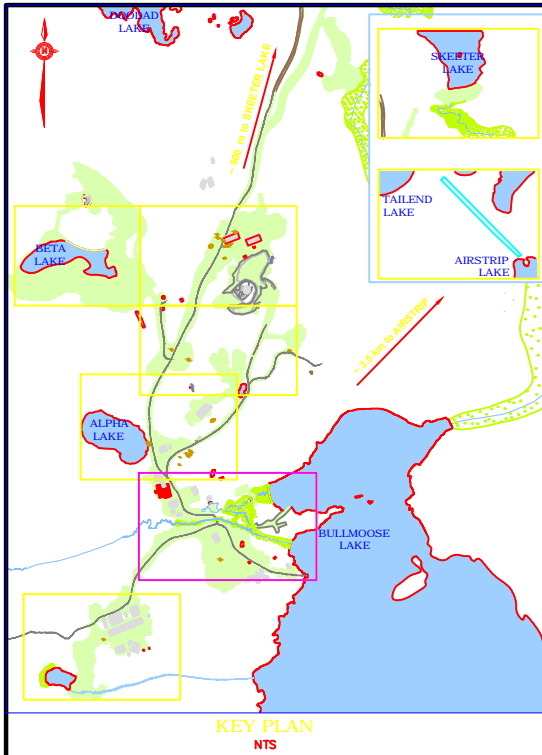 DOODAD
LAKE
N
~ 500 m to SKEETER LAKE
SKEETER
LAKE
TAILEND
LAKE
AIRSTRIP
LAKE
BETA
LAKE
~ 3.5 km to AIRSTRIP
ALPHA
LAKE
BULLMOOSE
LAKE
KEY PLAN
NTS